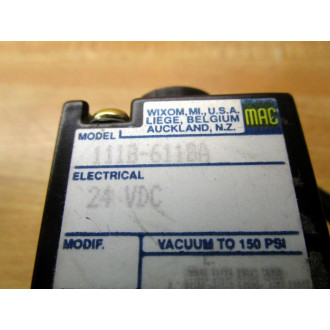 WIXOM, MI., U.S.A.
LIEGE, BELGIUM
AUCKLAND, N.Z.
MAC
MODEL
111B-611BA
ELECTRICAL
24 VDC
MODIF.
VACUUM TO 150 PSI